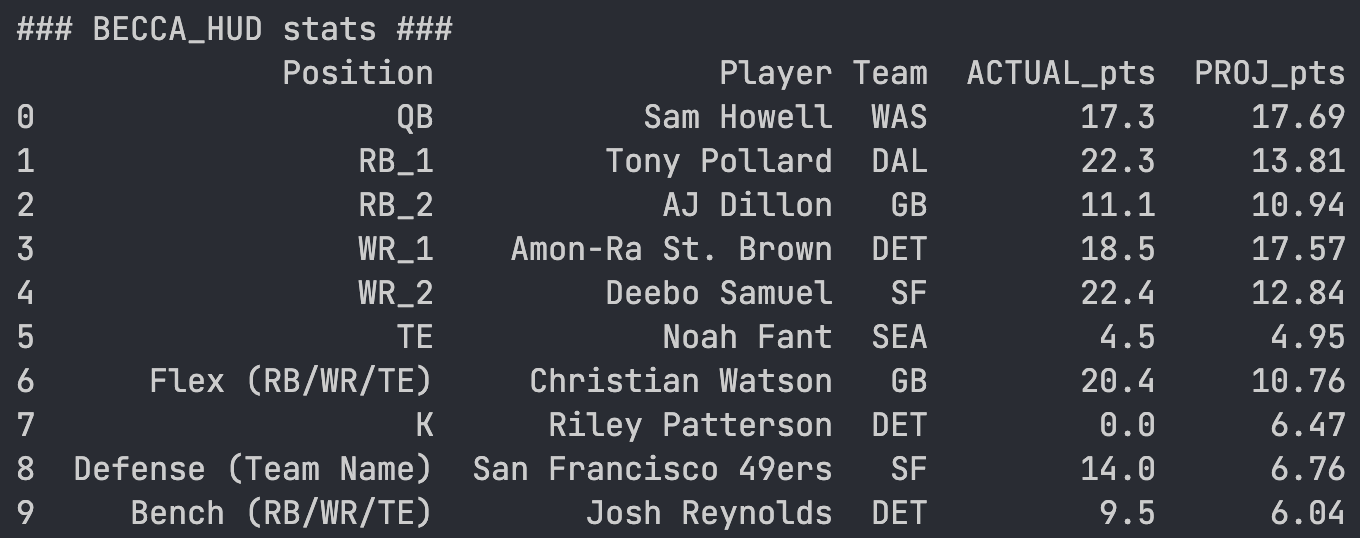 ### BECCA_HUD stats ###
Position Player Team ACTUAL_pts PROJ_pts
0 QB Sam Howell WAS 17.3 17.69
1 RB_1 Tony Pollard DAL 22.3 13.81
2 RB_2 AJ Dillon GB 11.1 10.94
3 WR_1 Amon-Ra St. Brown DET 18.5 17.57
4 WR_2 Deebo Samuel SF 22.4 12.84
5 TE Noah Fant SEA 4.5 4.95
6 Flex (RB/WR/TE) Christian Watson GB 20.4 10.76
7 K Riley Patterson DET 0.0 6.47
8 Defense (Team Name) San Francisco 49ers SF 14.0 6.76
9 Bench (RB/WR/TE) Josh Reynolds DET 9.5 6.04